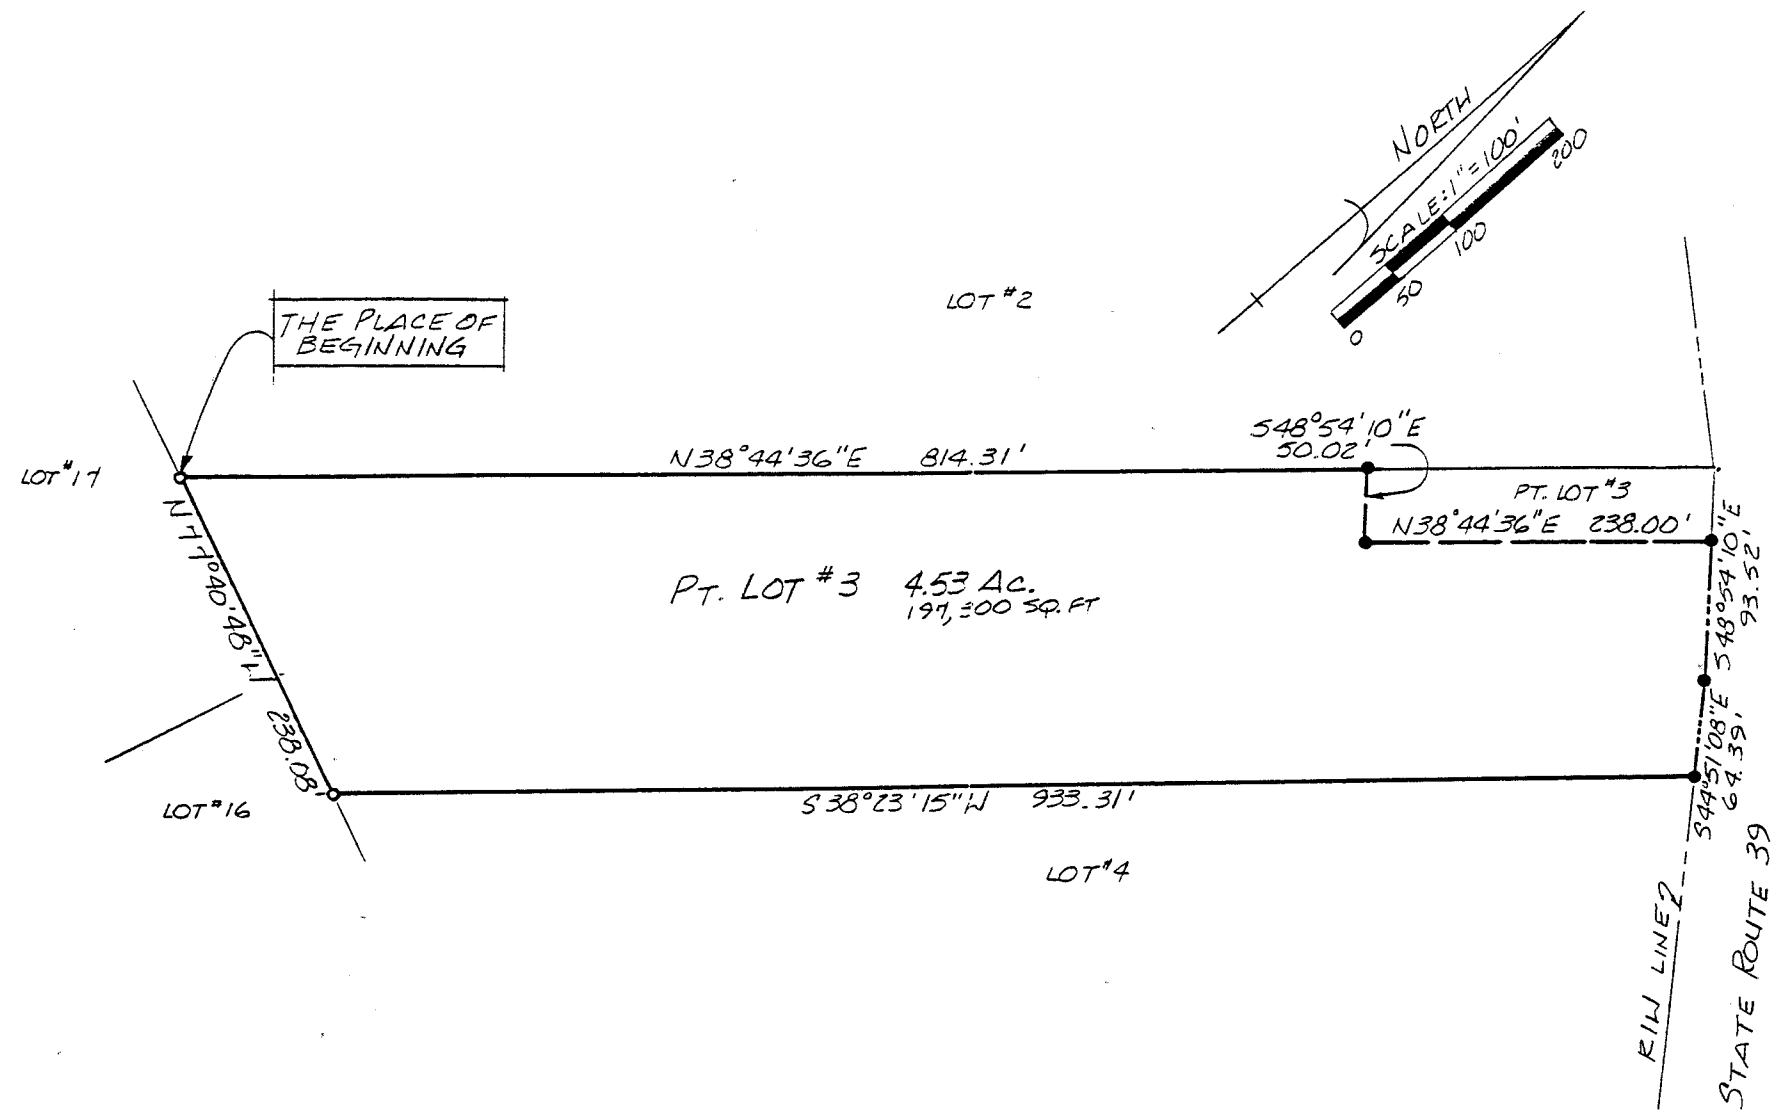 NORTH
SCALE: 1" = 100'
0
50
100
200
LOT #2
THE PLACE OF
BEGINNING
LOT #17
N38°44'36"E 814.31'
S48°54'10"E
50.02'
PT. LOT #3
N38°44'36"E 238.00'
S48°54'10"E
93.52'
PT. LOT #3 4.53 AC.
SQ. FT
N77°40'48"W
238.08'
S44°51'08"E
64.39'
LOT #16
S38°23'15"W 933.31'
LOT #4
R/W LINE
STATE ROUTE 39